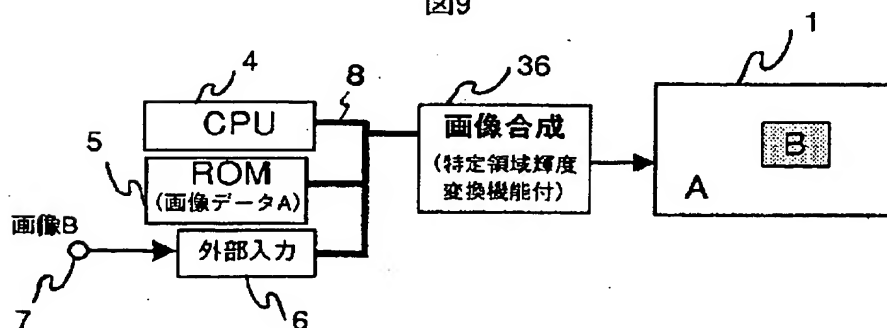 図9
1
4
8
36
CPU
画像合成
(特定領域輝度
変換機能付)
B
A
5
ROM
(画像データA)
画像B
外部入力
7
6